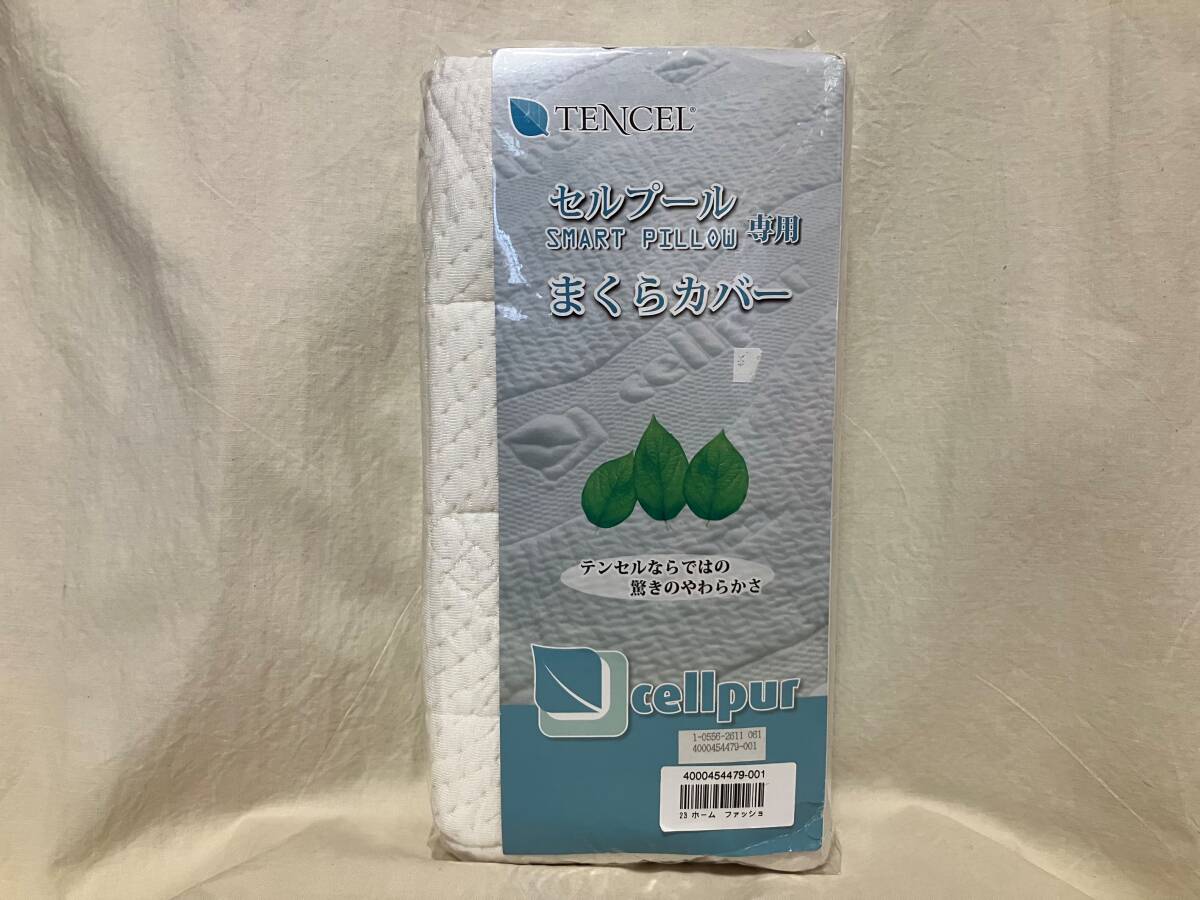 TENCEL®
セルプール
SMART PILLOW 専用
まくらカバー
cellpur
テンセルならではの
驚きのやわらかさ
cellpur
1-0556-2611 061
4000454479-001
4000454479-001
23 ホーム ファッショ